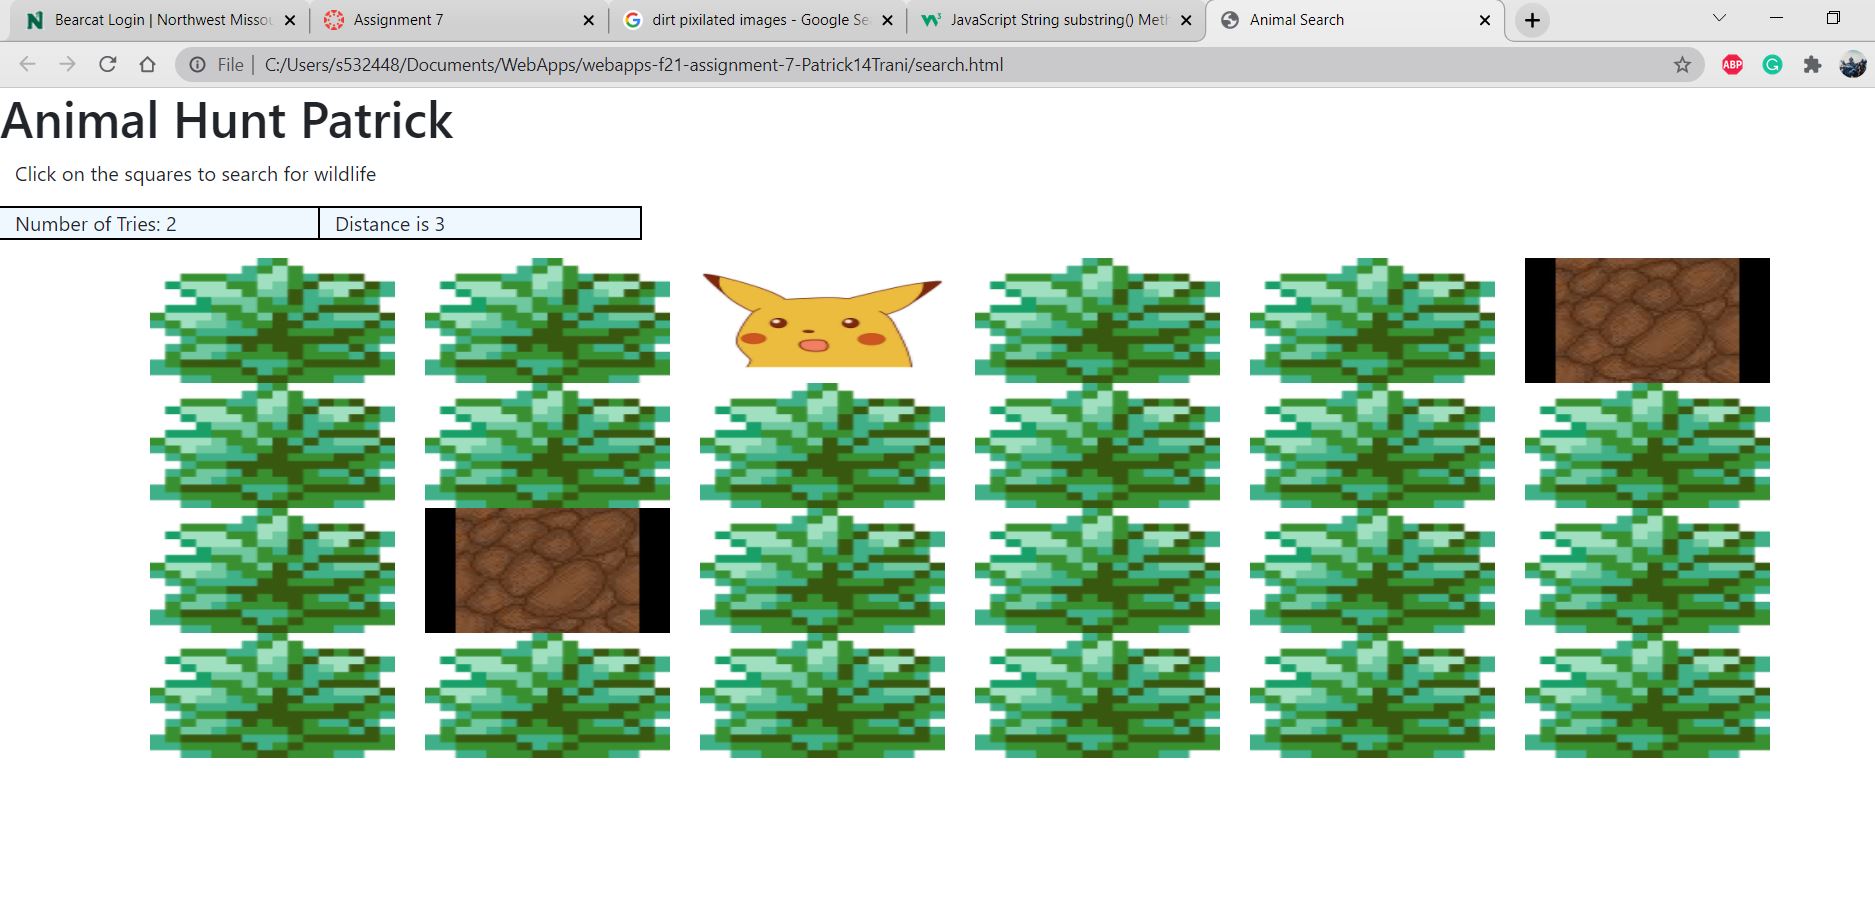 Bearcat Login | Northwest Missou
Assignment 7
dirt pixilated images - Google Se
JavaScript String substring() Meth
Animal Search
File | C:/Users/s532448/Documents/WebApps/webapps-f21-assignment-7-Patrick14Trani/search.html
ABP
Animal Hunt Patrick
Click on the squares to search for wildlife
Number of Tries: 2
Distance is 3